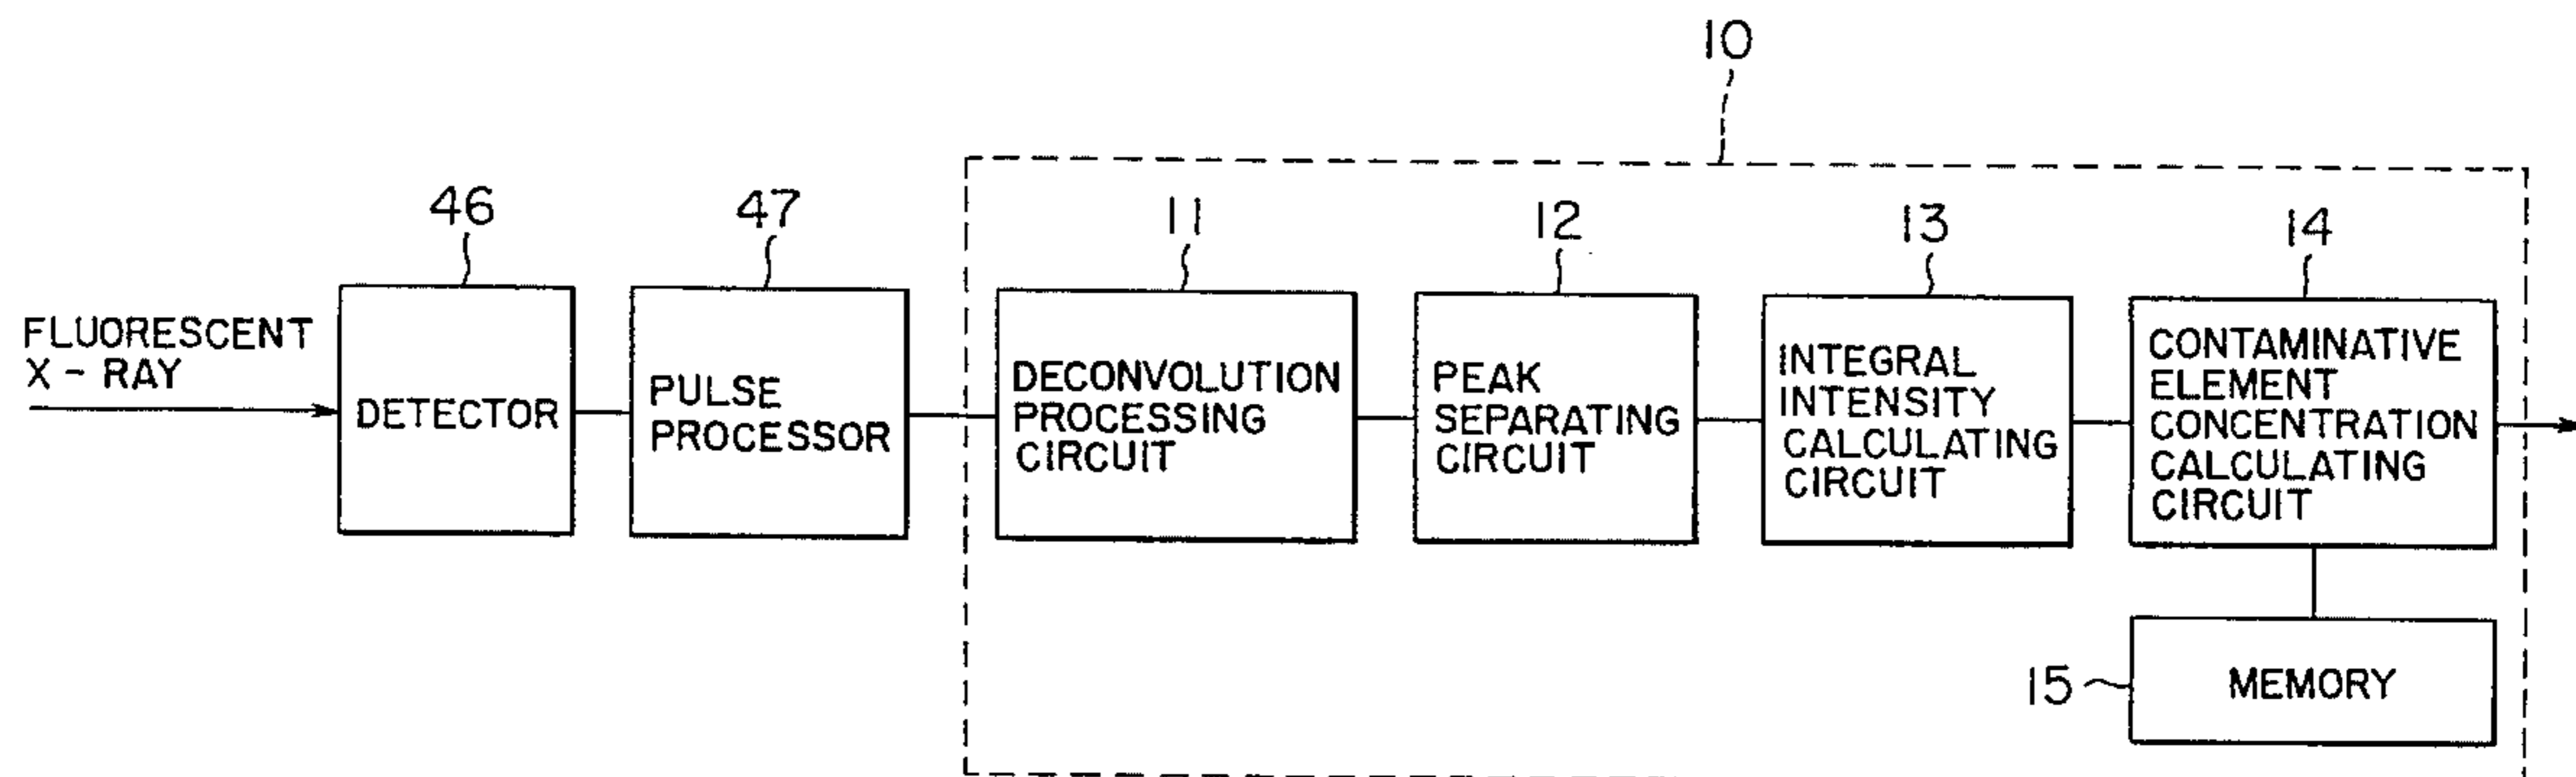 10
46
47
11
12
13
14
FLUORESCENT
X - RAY
DETECTOR
PULSE
PROCESSOR
DECONVOLUTION
PROCESSING
CIRCUIT
PEAK
SEPARATING
CIRCUIT
INTEGRAL
INTENSITY
CALCULATING
CIRCUIT
CONTAMINATIVE
ELEMENT
CONCENTRATION
CALCULATING
CIRCUIT
15
MEMORY